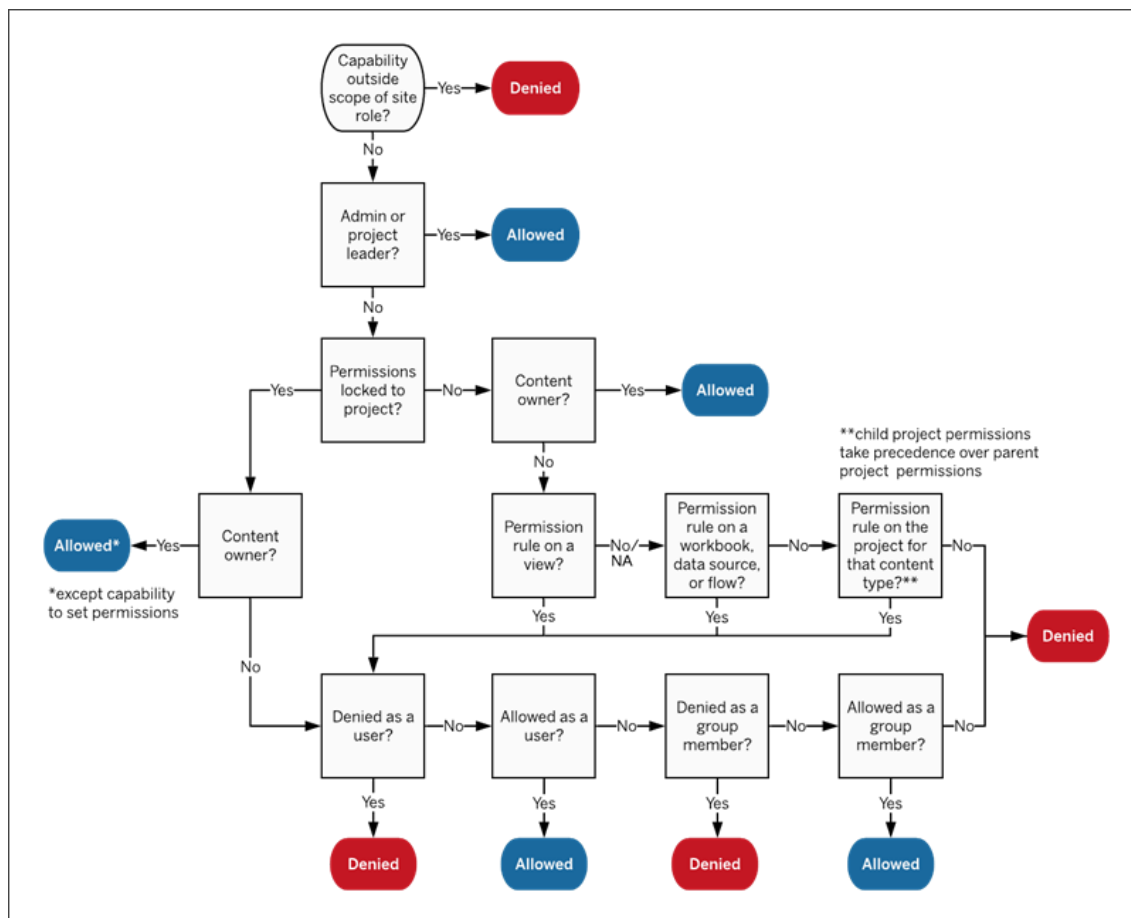 Capability
outside
scope of site
role?
Yes
Denied
No
Admin or
project
leader?
Yes
Allowed
No
Permissions
locked to
project?
Yes
No
Content
owner?
Yes
Allowed
**child project permissions
take precedence over parent
project permissions
No
Content
owner?
Yes
Allowed*
*except capability
to set permissions
Permission
rule on a
view?
No/
NA
Permission
rule on a
workbook,
data source,
or flow?
No
Permission
rule on the
project for
that content
type?**
No
Yes
Yes
Yes
Denied
No
Denied as a
user?
No
Allowed as a
user?
No
Denied as a
group
member?
No
Allowed as
a group
member?
No
Yes
Yes
Yes
Yes
Denied
Allowed
Denied
Allowed